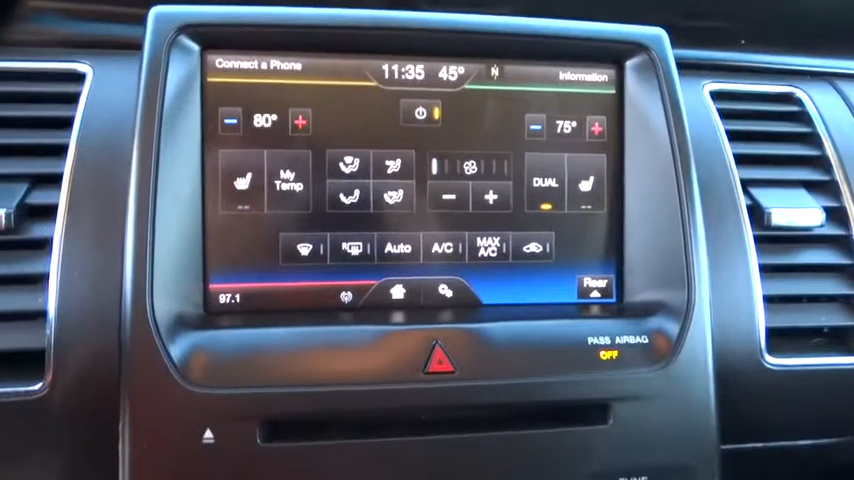 Connect a Phone
11:35 45° N
Information
80°
75°
My
Temp
DUAL
R
Auto
A/C
MAX
A/C
97.1
Rear
PASS AIRBAG
OFF